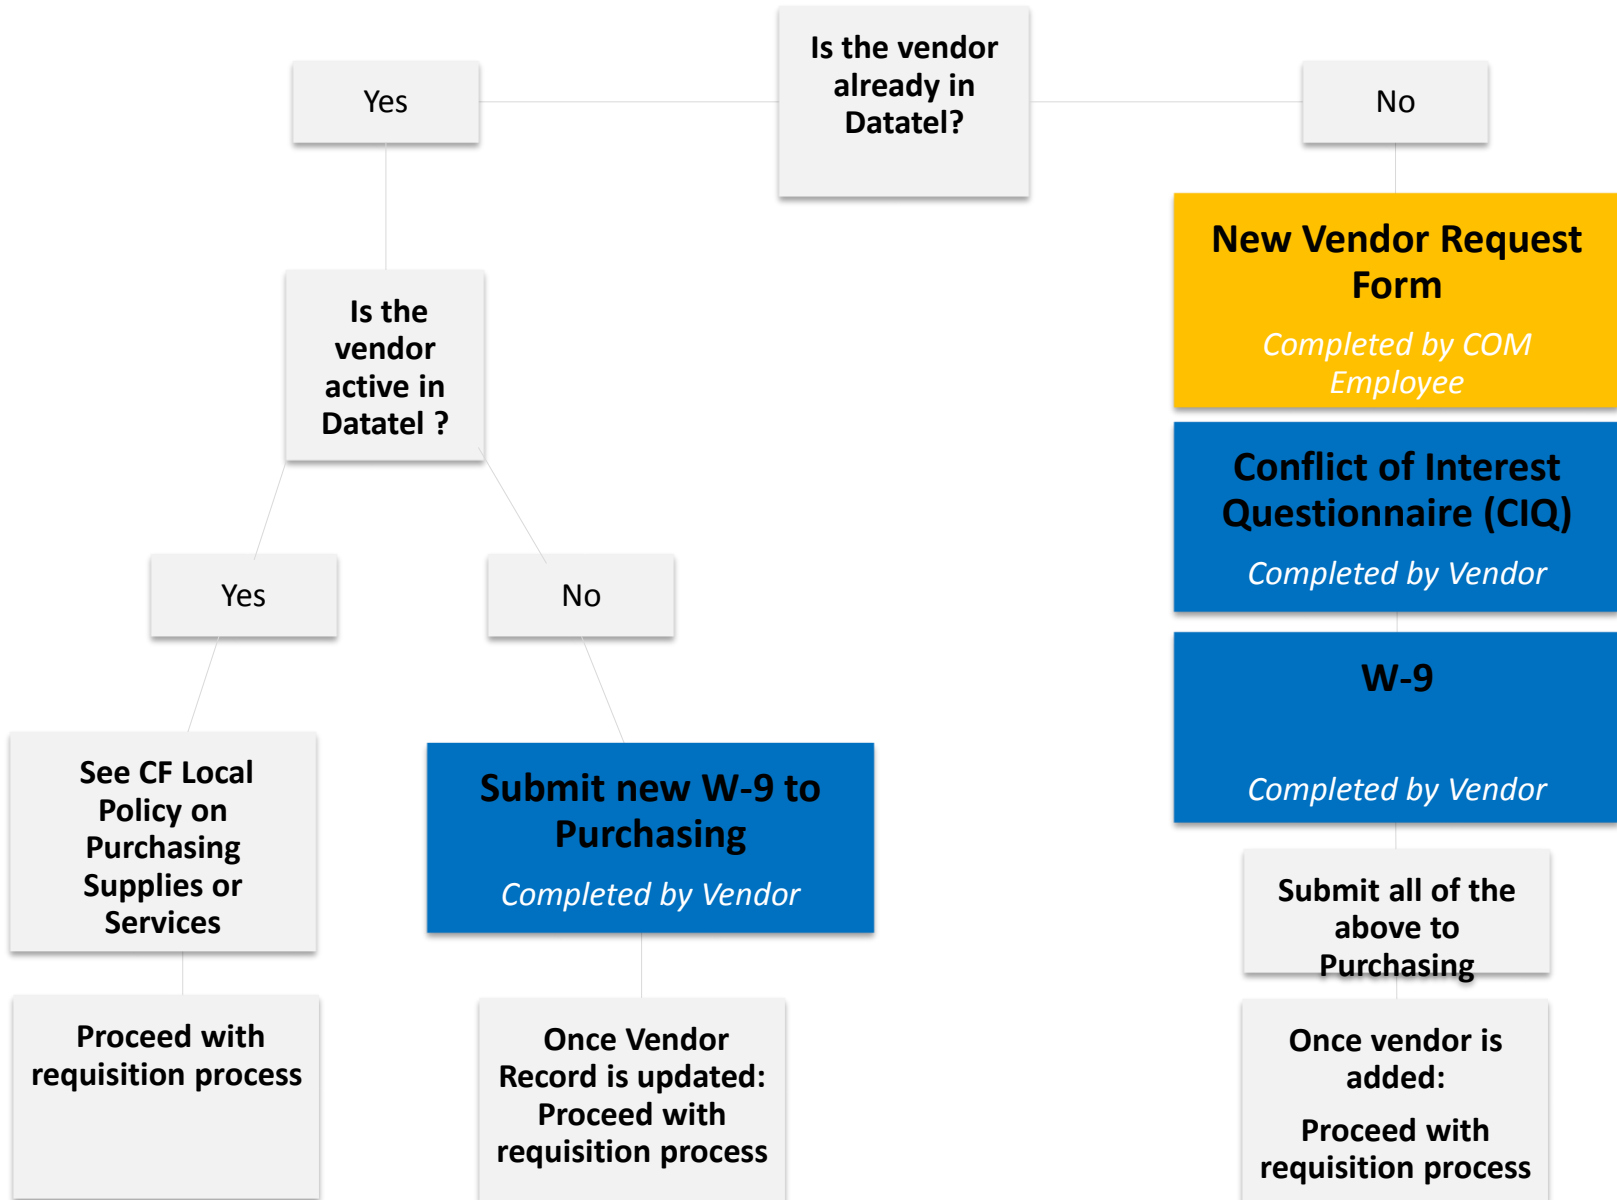 Is the vendor
already in
Datatel?
Yes
No
New Vendor Request
Form
Completed by COM
Employee
Is the
vendor
active in
Datatel ?
Conflict of Interest
Questionnaire (CIQ)
Completed by Vendor
Yes
No
W-9
Completed by Vendor
See CF Local
Policy on
Purchasing
Supplies or
Services
Submit new W-9 to
Purchasing
Completed by Vendor
Submit all of the
above to
Purchasing
Proceed with
requisition process
Once Vendor
Record is updated:
Proceed with
requisition process
Once vendor is
added:
Proceed with
requisition process